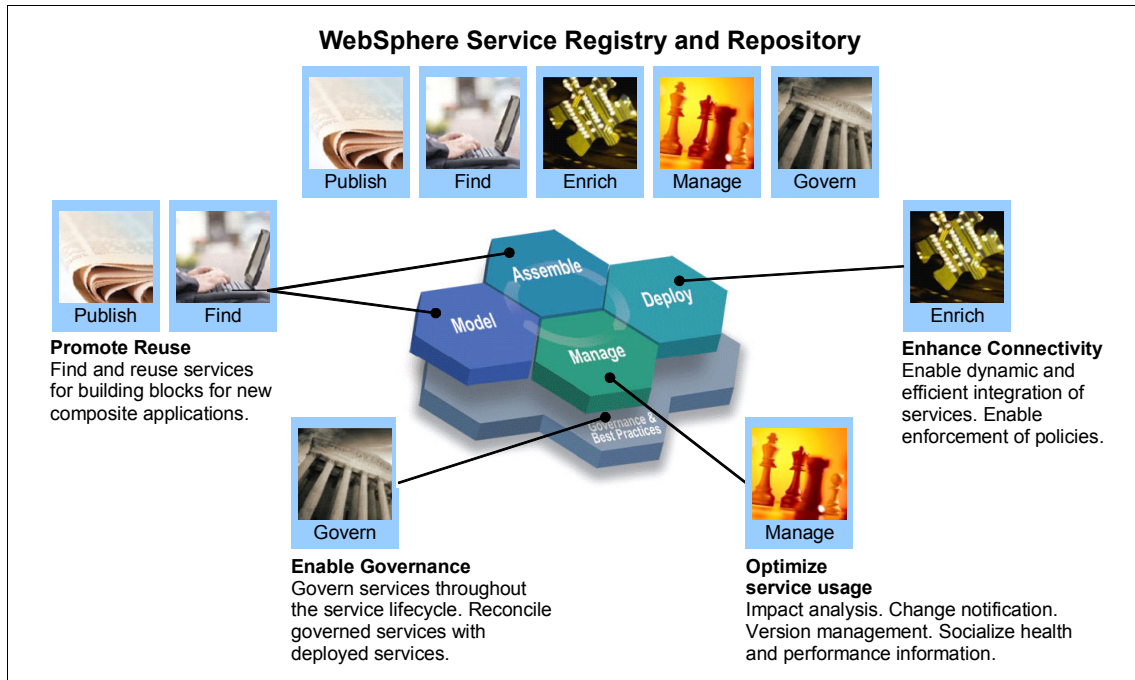 WebSphere Service Registry and Repository
Publish
Find
Enrich
Manage
Govern
Publish
Find
Promote Reuse
Find and reuse services
for building blocks for new
composite applications.
Assemble
Deploy
Model
Manage
Governance &
Best Practices
Enrich
Enhance Connectivity
Enable dynamic and
efficient integration of
services. Enable
enforcement of policies.
Govern
Enable Governance
Govern services throughout
the service lifecycle. Reconcile
governed services with
deployed services.
Manage
Optimize
service usage
Impact analysis. Change notification.
Version management. Socialize health
and performance information.